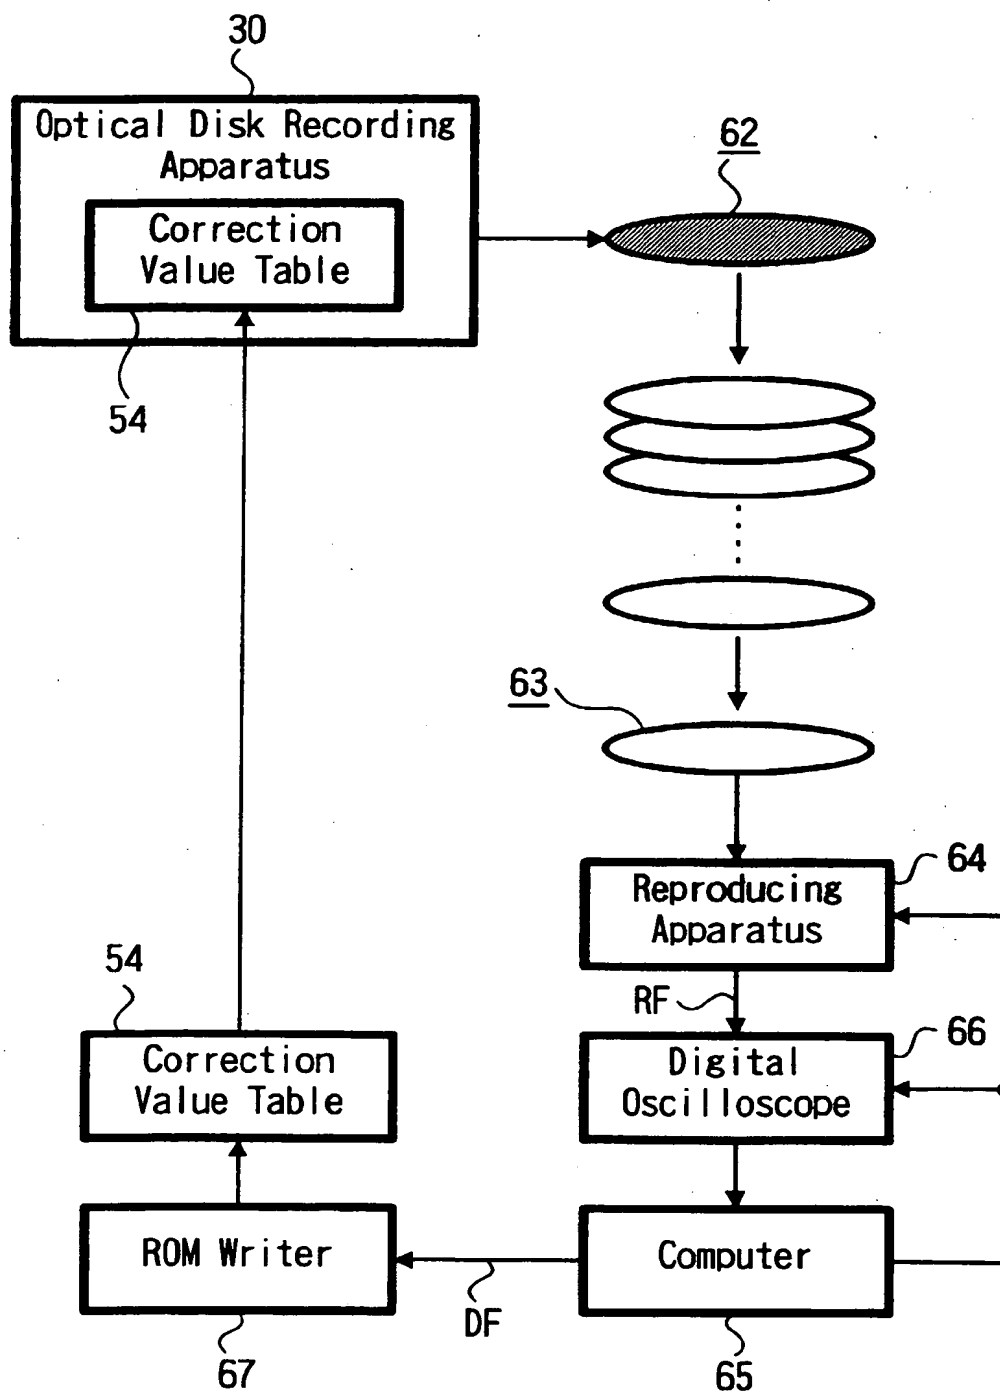 30
Optical Disk Recording
Apparatus
Correction
Value Table
54
62
63
Reproducing
Apparatus
64
RF
Digital
Oscilloscope
66
54
Correction
Value Table
ROM Writer
67
DF
Computer
65